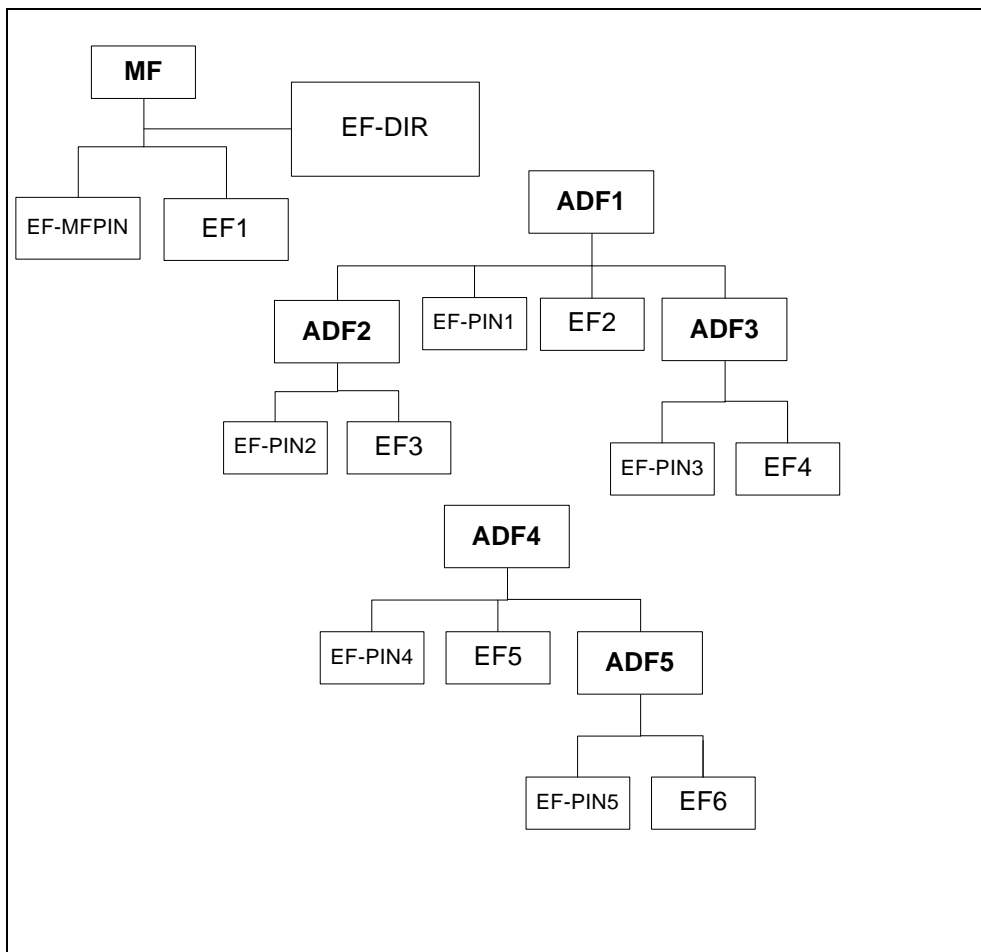 MF
EF-DIR
EF-MFPIN
EF1
ADF1
ADF2
EF-PIN1
EF2
ADF3
EF-PIN2
EF3
EF-PIN3
EF4
ADF4
EF-PIN4
EF5
ADF5
EF-PIN5
EF6